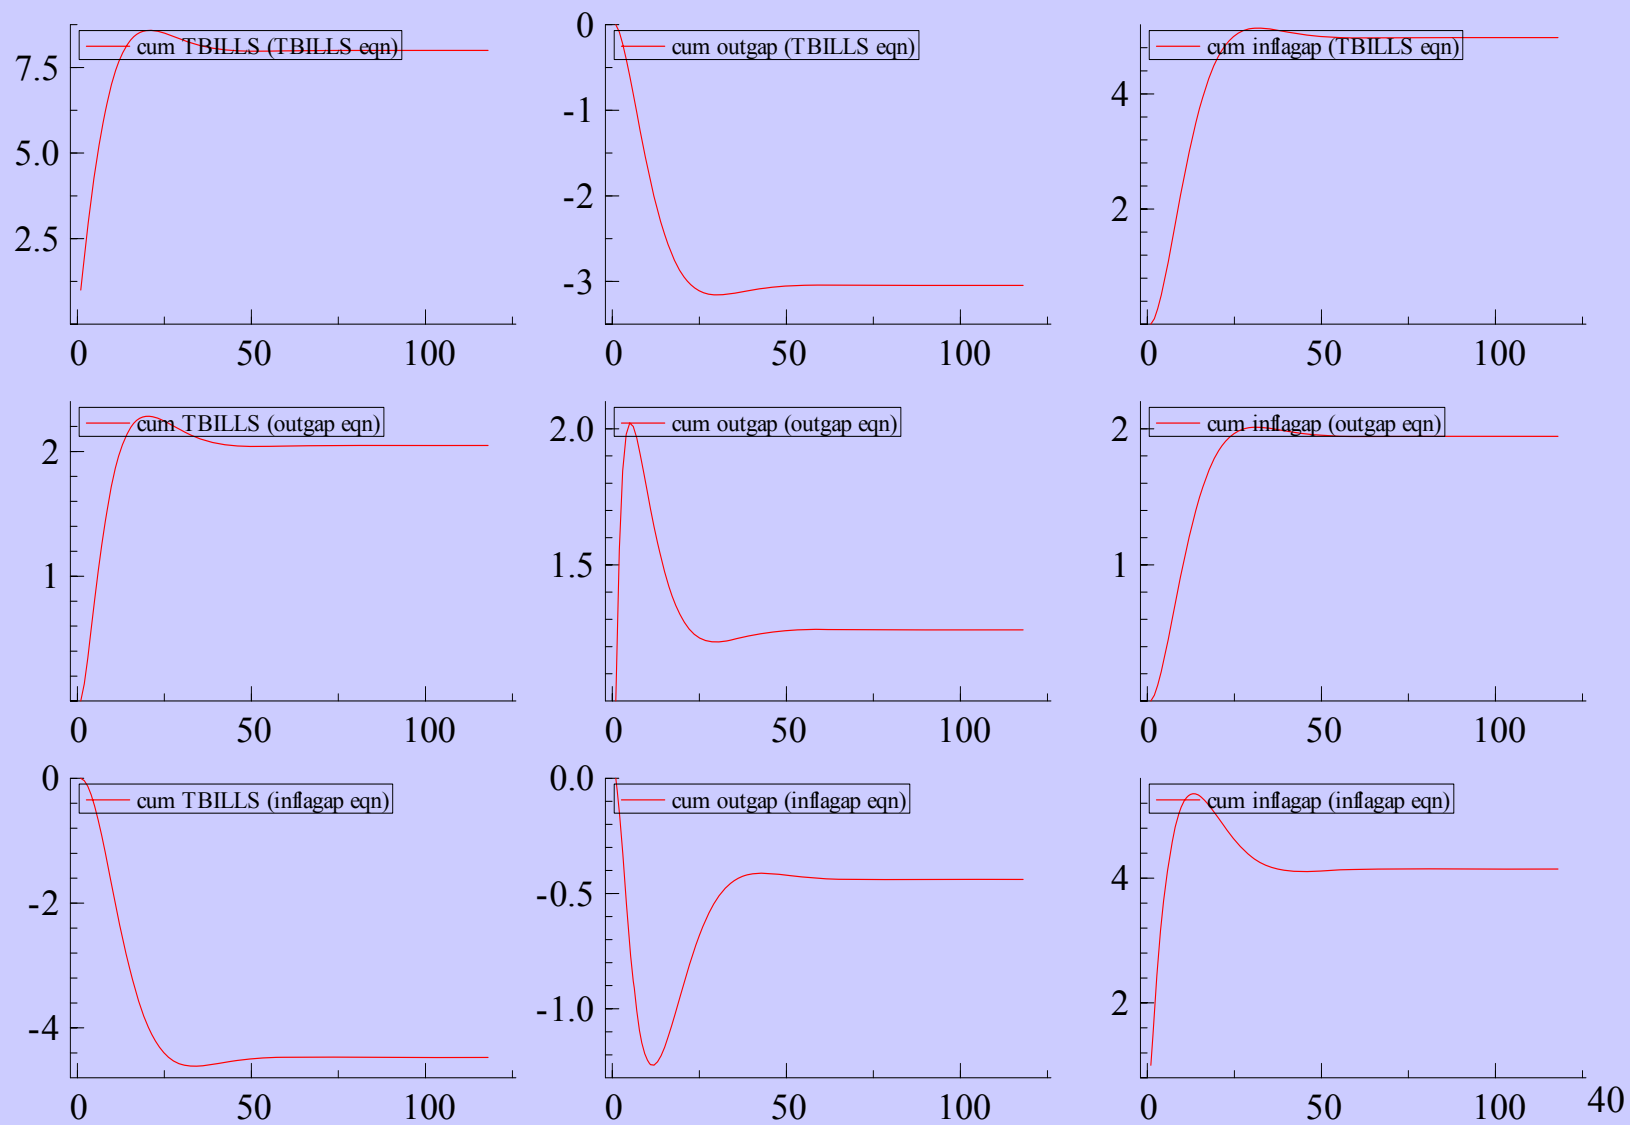 cum TBILLS (TBILLS eqn)
7.5
5.0
2.5
0 50 100
cum outgap (TBILLS eqn)
0
-1
-2
-3
0 50 100
cum inflagap (TBILLS eqn)
4
2
0 50 100
cum TBILLS (outgap eqn)
2
1
0 50 100
cum outgap (outgap eqn)
2.0
1.5
0 50 100
cum inflagap (outgap eqn)
2
1
0 50 100
cum TBILLS (inflagap eqn)
0
-2
-4
0 50 100
cum outgap (inflagap eqn)
0.0
-0.5
-1.0
0 50 100
cum inflagap (inflagap eqn)
4
2
0 50 100
40